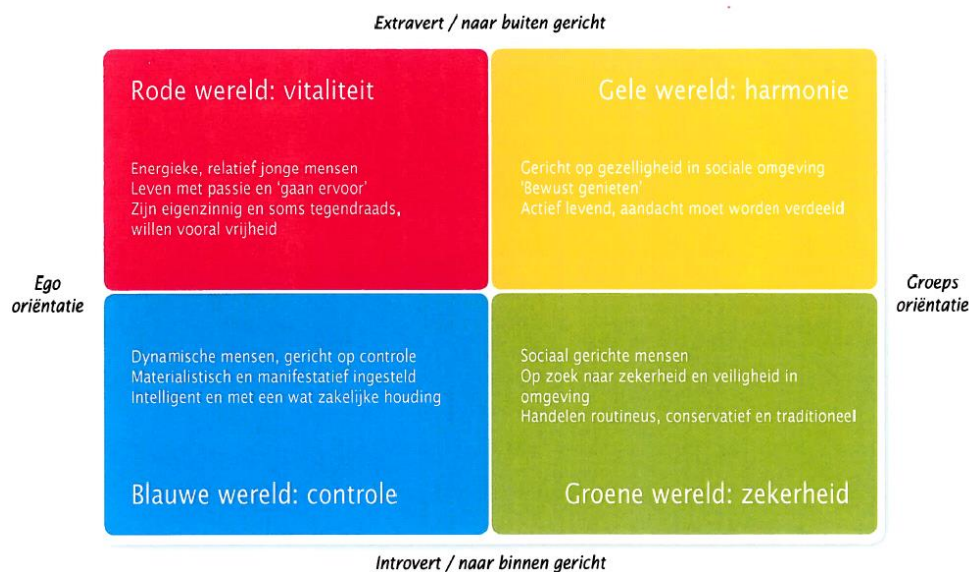 Extravert / naar buiten gericht
Rode wereld: vitaliteit
Energieke, relatief jonge mensen
Leven met passie en ‘gaan ervoor’
Zijn eigenzinnig en soms tegendraads,
willen vooral vrijheid
Gele wereld: harmonie
Gericht op gezelligheid in sociale omgeving
'Bewust genieten’
Actief levend, aandacht moet worden verdeeld
Ego
oriëntatie
Groeps
oriëntatie
Dynamische mensen, gericht op controle
Materialistisch en manifestatief ingesteld
Intelligent en met een wat zakelijke houding
Blauwe wereld: controle
Sociaal gerichte mensen
Op zoek naar zekerheid en veiligheid in
omgeving
Handelen routineus, conservatief en traditioneel
Groene wereld: zekerheid
Introvert / naar binnen gericht